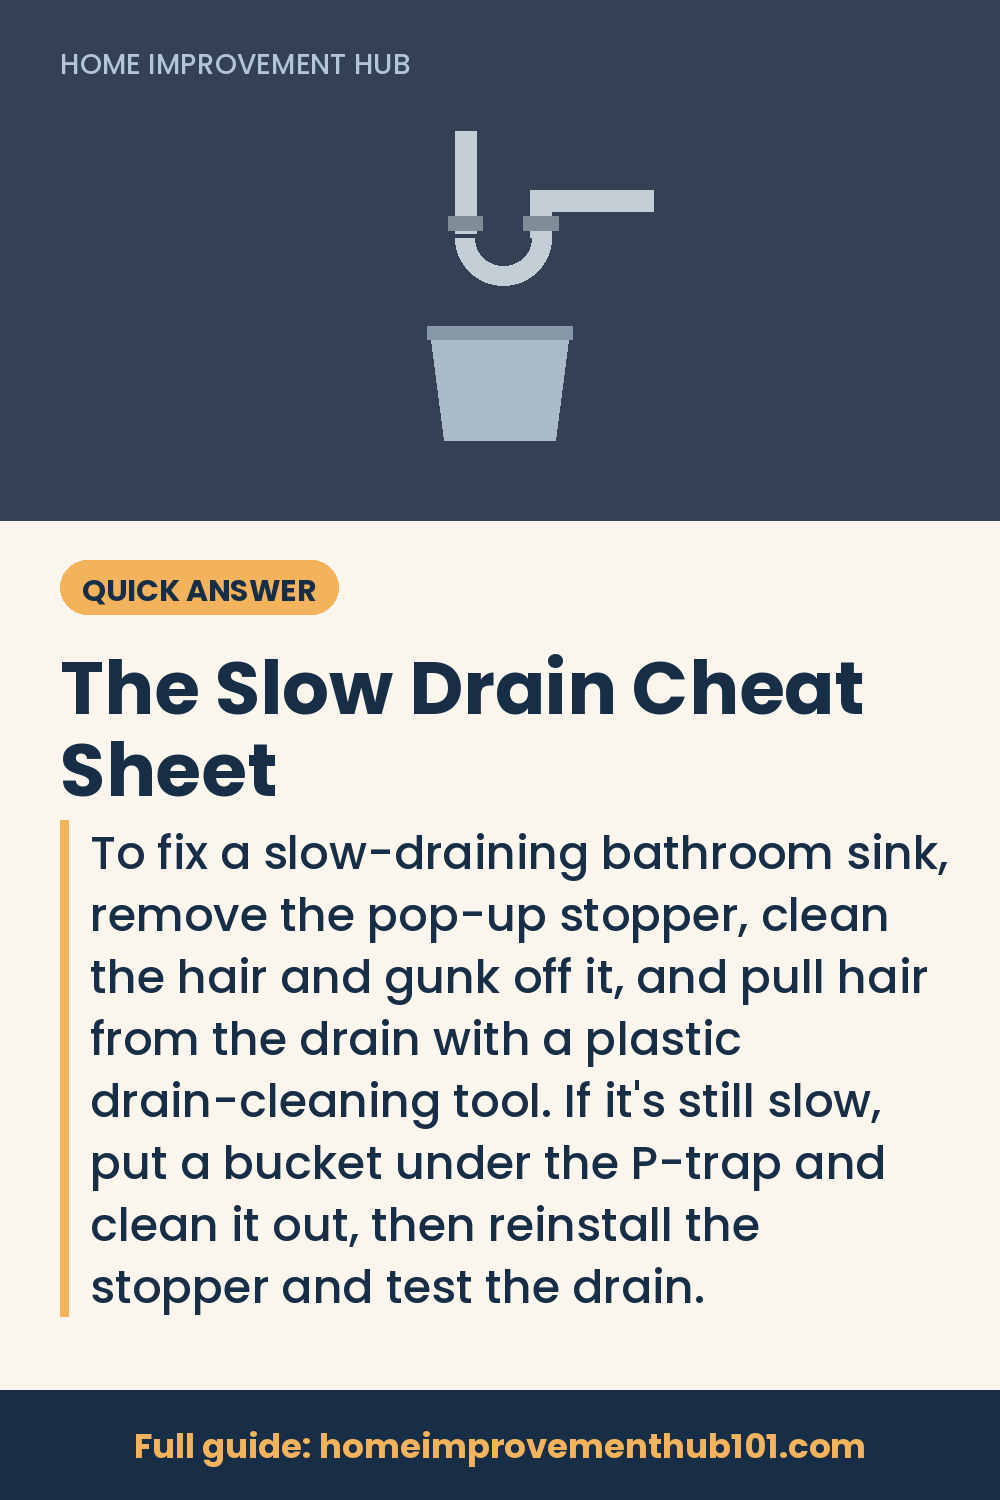 HOME IMPROVEMENT HUB
QUICK ANSWER
The Slow Drain Cheat
Sheet
To fix a slow-draining bathroom sink,
remove the pop-up stopper, clean
the hair and gunk off it, and pull hair
from the drain with a plastic
drain-cleaning tool. If it's still slow,
put a bucket under the P-trap and
clean it out, then reinstall the
stopper and test the drain.
Full guide: homeimprovementhub101.com